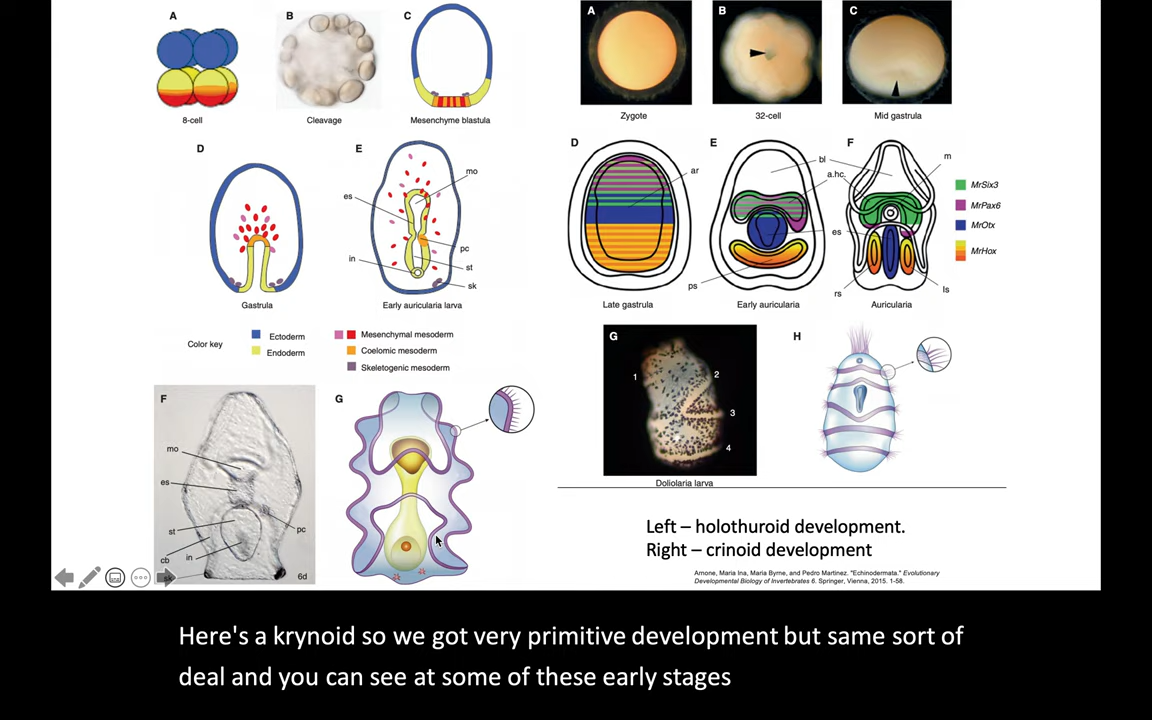 A
B
C
8-cell
Cleavage
Mesenchyme blastula
D
E
mo
es
pc
in
st
sk
Gastrula
Early auricularia larva
Color key
Ectoderm
Endoderm
Mesenchymal mesoderm
Coelomic mesoderm
Skeletogenic mesoderm
F
mo
es
st
pc
cb
in
sk
6d
G
A
B
C
Zygote
32-cell
Mid gastrula
D
E
F
ar
bl
a.hc.
m
es
ps
rs
ls
MrSix3
MrPax6
MrOtx
MrHox
Late gastrula
Early auricularia
Auricularia
G
1
2
3
4
H
Doliolaria larva
Left – holothuroid development.
Right – crinoid development
Arnone, Maria Ina, Maria Byrne, and Pedro Martinez. "Echinodermata." Evolutionary
Developmental Biology of Invertebrates 6. Springer, Vienna, 2015. 1-58.
Here's a krynoid so we got very primitive development but same sort of
deal and you can see at some of these early stages